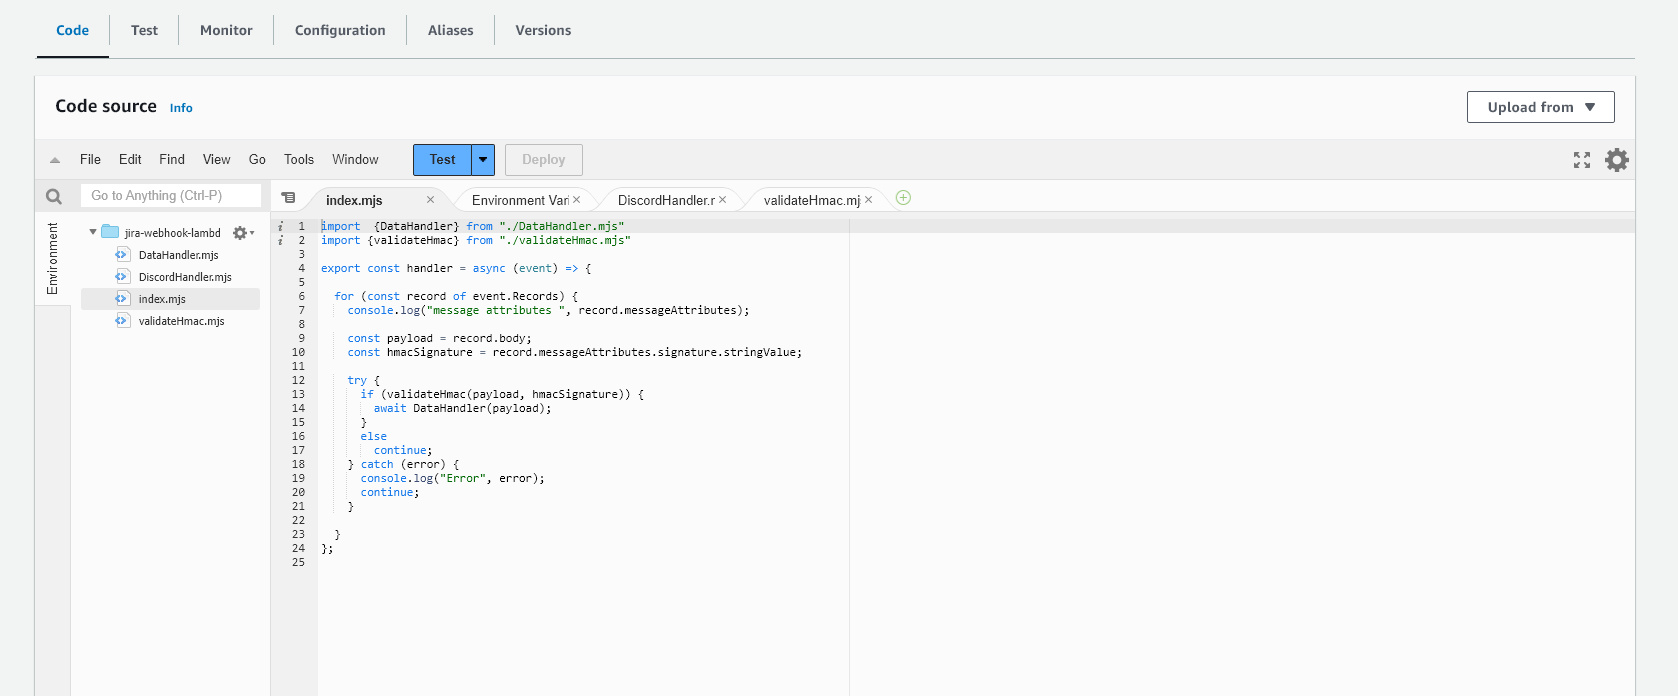 Code Test Monitor Configuration Aliases Versions
Code source Info
Upload from
File Edit Find View Go Tools Window Test Deploy
Go to Anything (Ctrl-P)
index.mjs Environment Vari DiscordHandler.r validateHmac.mj
Environment
jira-webhook-lambd
DataHandler.mjs
DiscordHandler.mjs
index.mjs
validateHmac.mjs
i 1 import  {DataHandler} from "./DataHandler.mjs"
i 2 import {validateHmac} from "./validateHmac.mjs"
3
4 export const handler = async (event) => {
5
6   for (const record of event.Records) {
7     console.log("message attributes ", record.messageAttributes);
8
9     const payload = record.body;
10     const hmacSignature = record.messageAttributes.signature.stringValue;
11
12     try {
13       if (validateHmac(payload, hmacSignature)) {
14         await DataHandler(payload);
15       }
16       else
17         continue;
18     } catch (error) {
19       console.log("Error", error);
20       continue;
21     }
22
23   }
24 };
25